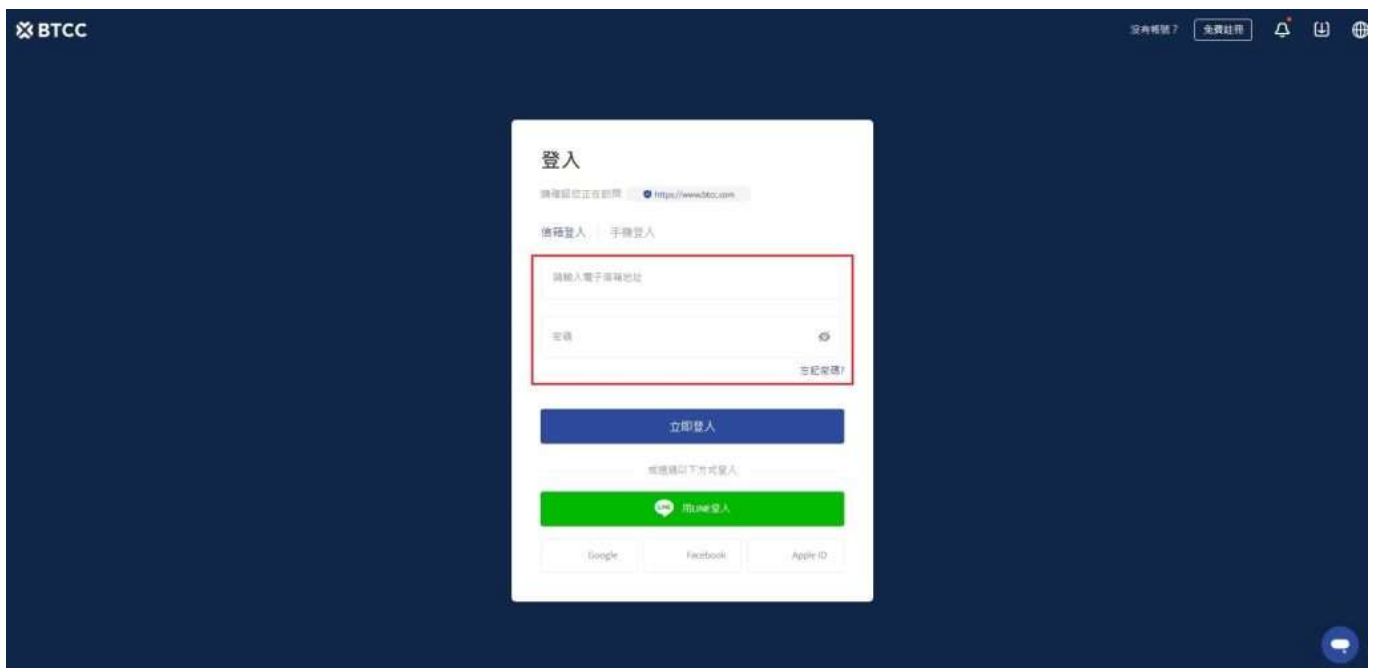 BTCC
沒有帳號？ 免費註冊
登入
請確認您正在訪問 https://www.btcc.com
信箱登入 手機登入
請輸入電子信箱地址
密碼
忘記密碼?
立即登入
或透過以下方式登入
LINE 用LINE登入
Google Facebook Apple ID